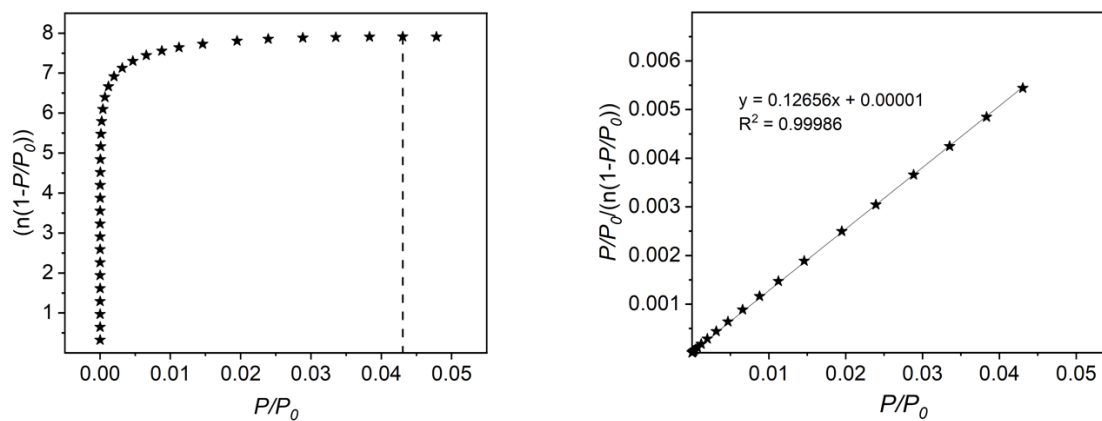 (n(1-P/P0))
8
7
6
5
4
3
2
1
0.00 0.01 0.02 0.03 0.04 0.05
P/P0
P/P0/(n(1-P/P0))
0.006
0.005
0.004
0.003
0.002
0.001
y = 0.12656x + 0.00001
R² = 0.99986
0.01 0.02 0.03 0.04 0.05
P/P0